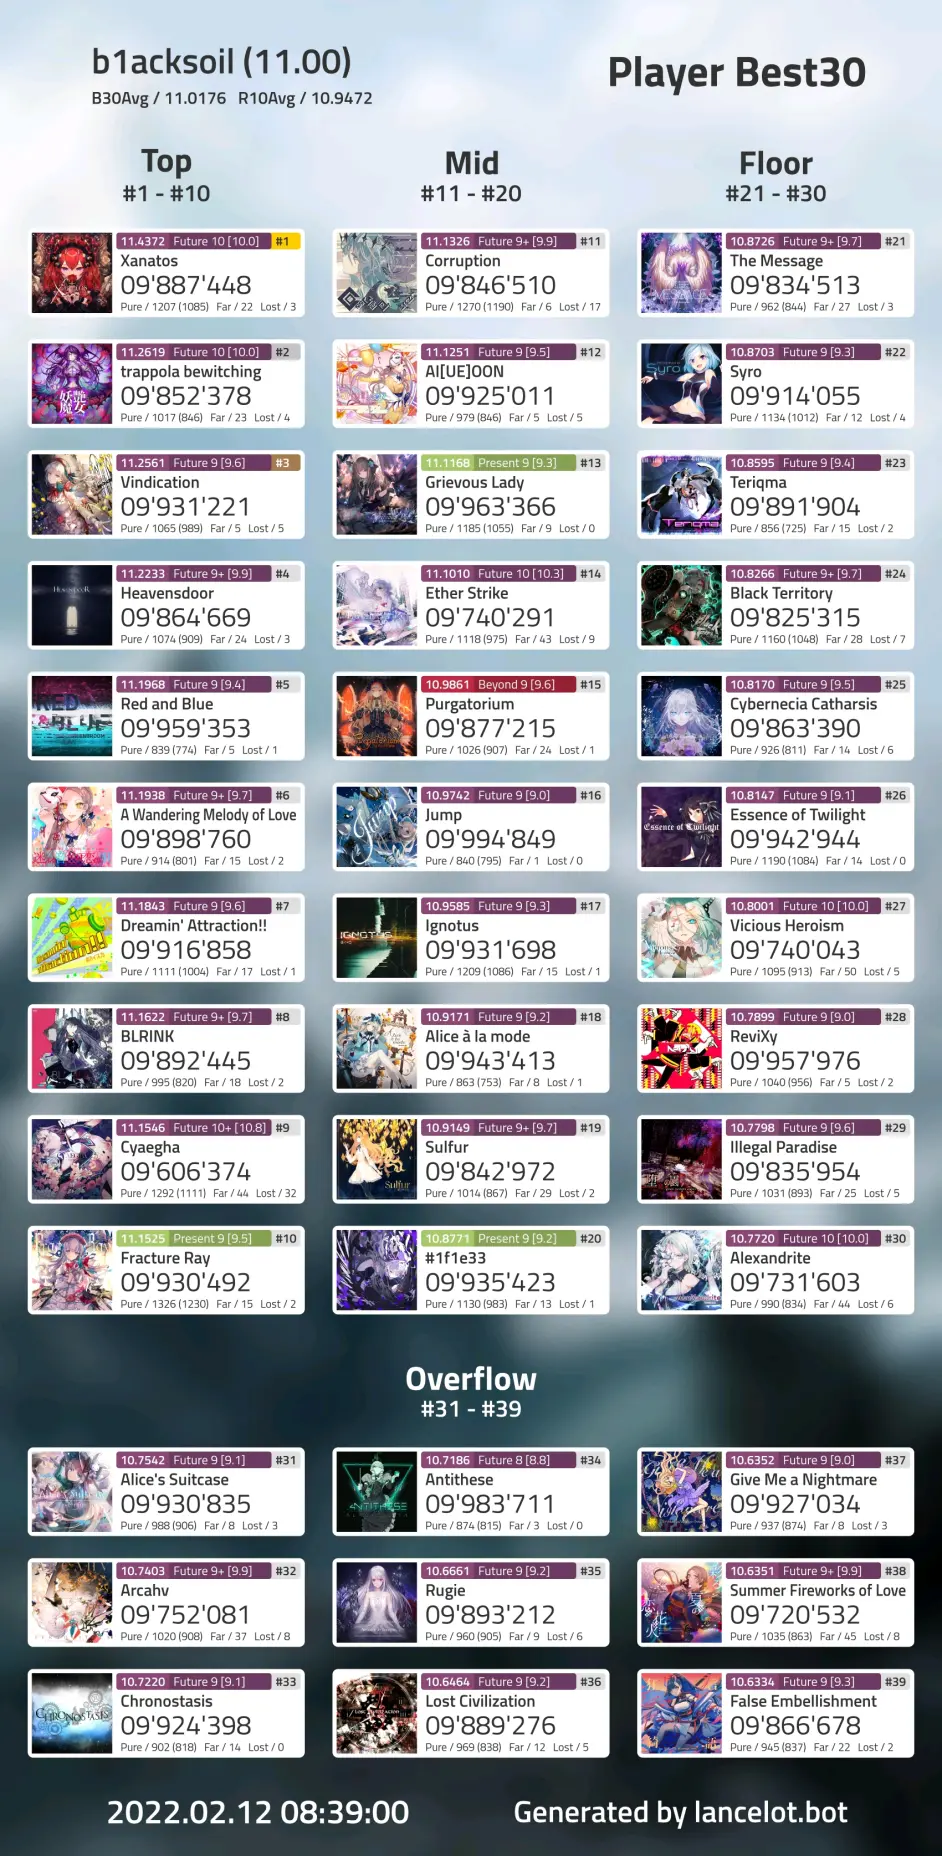 b1acksoil (11.00)
B30Avg / 11.0176 R10Avg / 10.9472
Player Best30
Top
#1 - #10
Mid
#11 - #20
Floor
#21 - #30
11.4372 Future 10 [10.0] #1
Xanatos
09'887'448
Pure / 1207 (1085) Far / 22 Lost / 3
11.2619 Future 10 [10.0] #2
trappola bewitching
09'852'378
Pure / 1017 (846) Far / 23 Lost / 4
11.2561 Future 9 [9.6] #3
Vindication
09'931'221
Pure / 1065 (989) Far / 5 Lost / 5
11.2233 Future 9+ [9.9] #4
Heavensdoor
09'864'669
Pure / 1074 (909) Far / 24 Lost / 3
11.1968 Future 9 [9.4] #5
Red and Blue
09'959'353
Pure / 839 (774) Far / 5 Lost / 1
11.1938 Future 9+ [9.7] #6
A Wandering Melody of Love
09'898'760
Pure / 914 (801) Far / 15 Lost / 2
11.1843 Future 9 [9.6] #7
Dreamin' Attraction!!
09'916'858
Pure / 1111 (1004) Far / 17 Lost / 1
11.1622 Future 9+ [9.7] #8
BLRINK
09'892'445
Pure / 995 (820) Far / 18 Lost / 2
11.1546 Future 10+ [10.8] #9
Cyaegha
09'606'374
Pure / 1292 (1111) Far / 44 Lost / 32
11.1525 Present 9 [9.5] #10
Fracture Ray
09'930'492
Pure / 1326 (1230) Far / 15 Lost / 2
11.1326 Future 9+ [9.9] #11
Corruption
09'846'510
Pure / 1270 (1190) Far / 6 Lost / 17
11.1251 Future 9 [9.5] #12
AI[UE]OON
09'925'011
Pure / 979 (846) Far / 5 Lost / 5
11.1168 Present 9 [9.3] #13
Grievous Lady
09'963'366
Pure / 1185 (1055) Far / 9 Lost / 0
11.1010 Future 10 [10.3] #14
Ether Strike
09'740'291
Pure / 1118 (975) Far / 43 Lost / 9
10.9861 Beyond 9 [9.6] #15
Purgatorium
09'877'215
Pure / 1026 (907) Far / 24 Lost / 1
10.9742 Future 9 [9.0] #16
Jump
09'994'849
Pure / 840 (795) Far / 1 Lost / 0
10.9585 Future 9 [9.3] #17
Ignotus
09'931'698
Pure / 1209 (1086) Far / 15 Lost / 1
10.9171 Future 9 [9.2] #18
Alice à la mode
09'943'413
Pure / 863 (753) Far / 8 Lost / 1
10.9149 Future 9+ [9.7] #19
Sulfur
09'842'972
Pure / 1014 (867) Far / 29 Lost / 2
10.8771 Present 9 [9.2] #20
#1f1e33
09'935'423
Pure / 1130 (983) Far / 13 Lost / 1
10.8726 Future 9+ [9.7] #21
The Message
09'834'513
Pure / 962 (844) Far / 27 Lost / 3
10.8703 Future 9 [9.3] #22
Syro
09'914'055
Pure / 1134 (1012) Far / 12 Lost / 4
10.8595 Future 9 [9.4] #23
Teriqma
09'891'904
Pure / 856 (725) Far / 15 Lost / 2
10.8266 Future 9+ [9.7] #24
Black Territory
09'825'315
Pure / 1160 (1048) Far / 28 Lost / 7
10.8170 Future 9 [9.5] #25
Cybernecia Catharsis
09'863'390
Pure / 926 (811) Far / 14 Lost / 6
10.8147 Future 9 [9.1] #26
Essence of Twilight
09'942'944
Pure / 1190 (1084) Far / 14 Lost / 0
10.8001 Future 10 [10.0] #27
Vicious Heroism
09'740'043
Pure / 1095 (913) Far / 50 Lost / 5
10.7899 Future 9 [9.0] #28
ReviXy
09'957'976
Pure / 1040 (956) Far / 5 Lost / 2
10.7798 Future 9 [9.6] #29
Illegal Paradise
09'835'954
Pure / 1031 (893) Far / 25 Lost / 5
10.7720 Future 10 [10.0] #30
Alexandrite
09'731'603
Pure / 990 (834) Far / 44 Lost / 6
Overflow
#31 - #39
10.7542 Future 9 [9.1] #31
Alice's Suitcase
09'930'835
Pure / 988 (906) Far / 8 Lost / 3
10.7403 Future 9+ [9.9] #32
Arcahv
09'752'081
Pure / 1020 (908) Far / 37 Lost / 8
10.7220 Future 9 [9.1] #33
Chronostasis
09'924'398
Pure / 902 (818) Far / 14 Lost / 0
10.7186 Future 8 [8.8] #34
Antithese
09'983'711
Pure / 874 (815) Far / 3 Lost / 0
10.6661 Future 9 [9.2] #35
Rugie
09'893'212
Pure / 960 (905) Far / 9 Lost / 6
10.6464 Future 9 [9.2] #36
Lost Civilization
09'889'276
Pure / 969 (838) Far / 12 Lost / 5
10.6352 Future 9 [9.0] #37
Give Me a Nightmare
09'927'034
Pure / 937 (874) Far / 8 Lost / 3
10.6351 Future 9+ [9.9] #38
Summer Fireworks of Love
09'720'532
Pure / 1035 (863) Far / 45 Lost / 8
10.6334 Future 9 [9.3] #39
False Embellishment
09'866'678
Pure / 945 (837) Far / 22 Lost / 2
2022.02.12 08:39:00
Generated by lancelot.bot